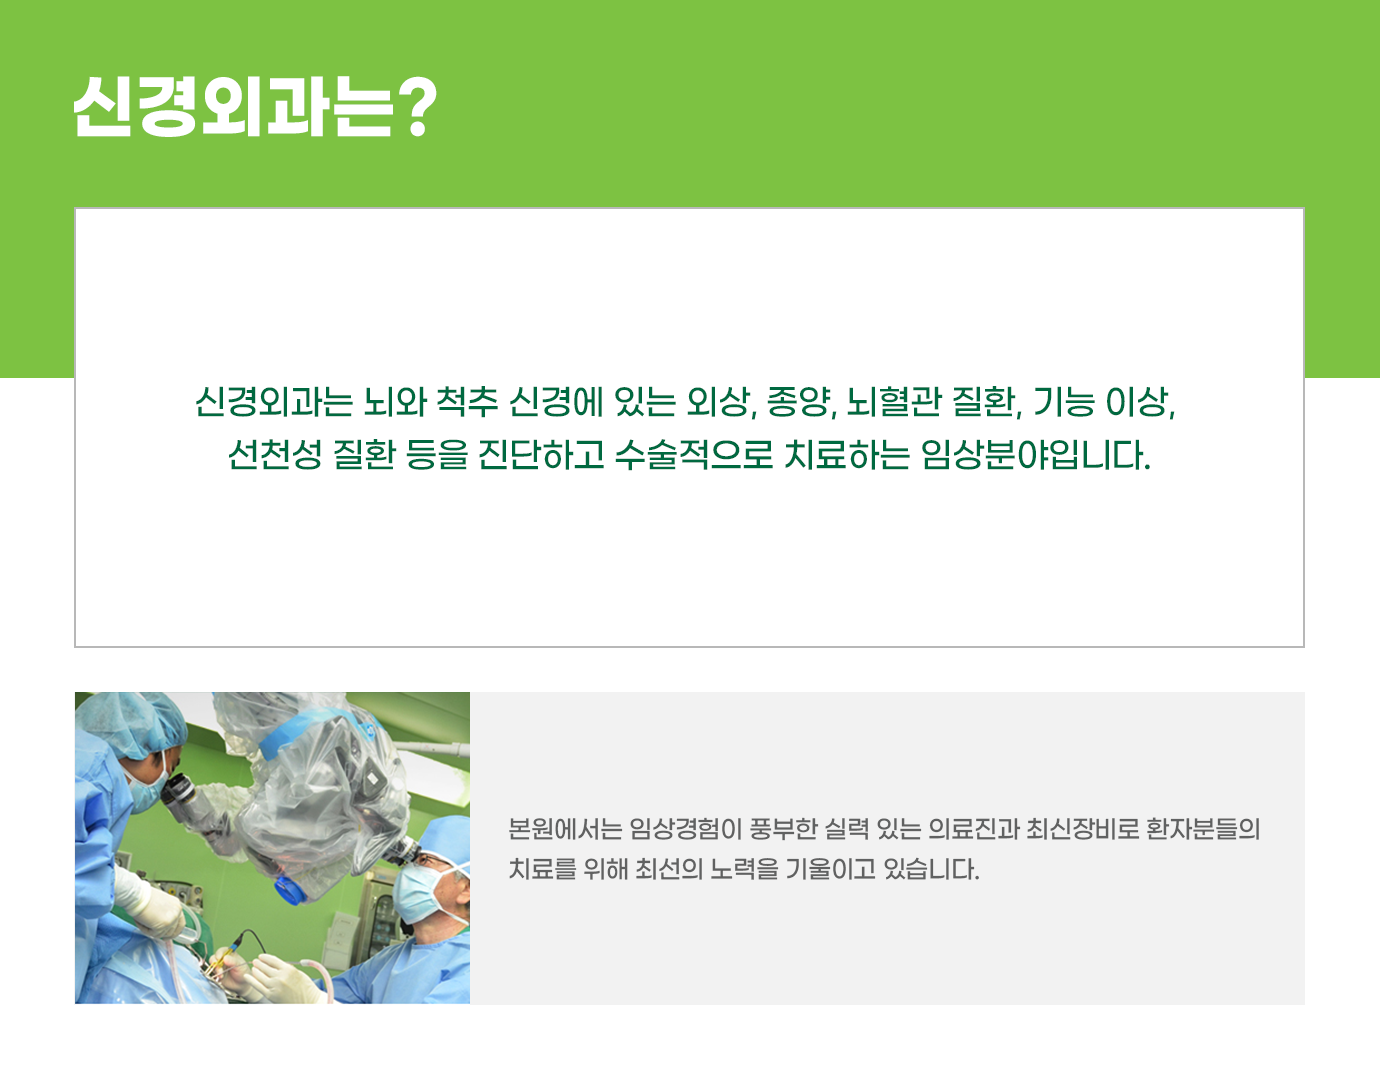 신경외과는?
신경외과는 뇌와 척추 신경에 있는 외상, 종양, 뇌혈관 질환, 기능 이상,
선천성 질환 등을 진단하고 수술적으로 치료하는 임상분야입니다.
본원에서는 임상경험이 풍부한 실력 있는 의료진과 최신장비로 환자분들의
치료를 위해 최선의 노력을 기울이고 있습니다.